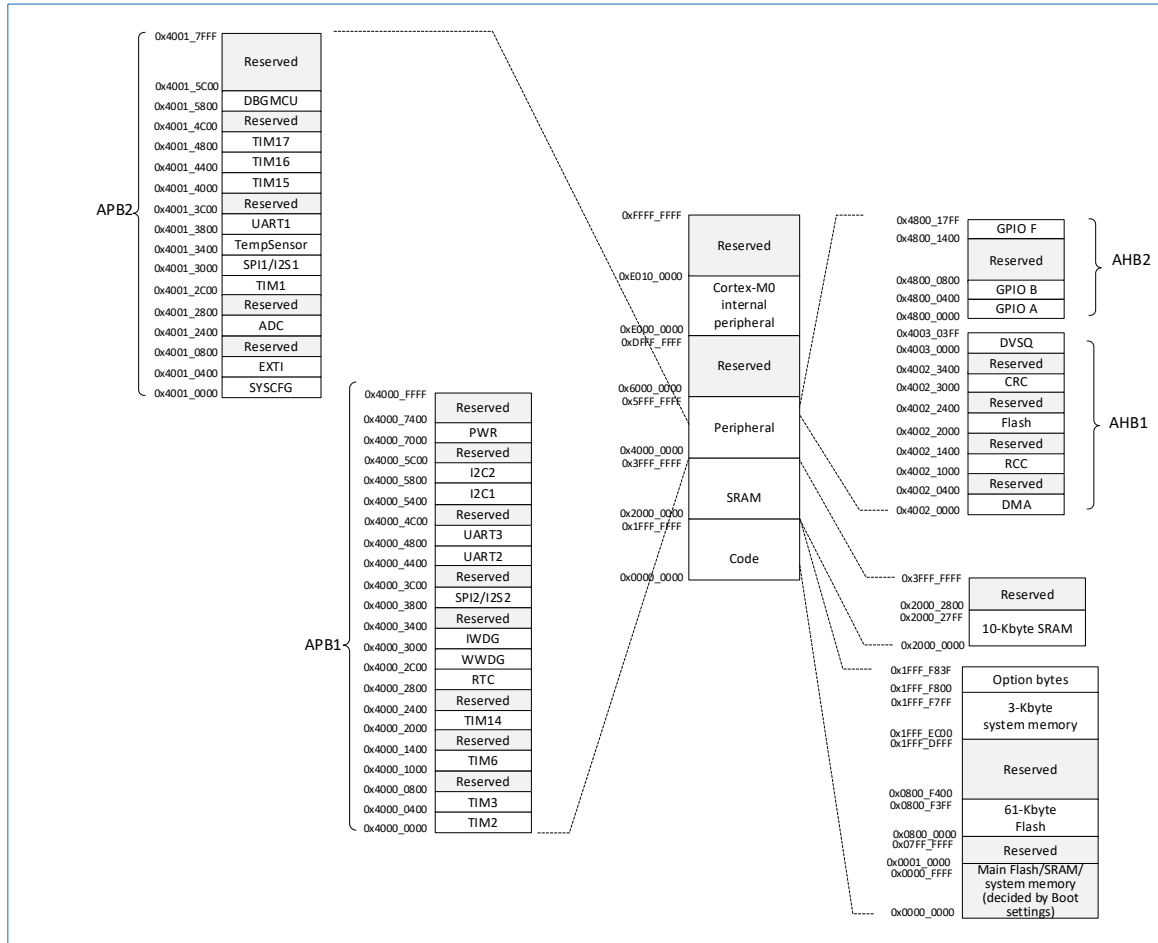 0x4001_7FFF
Reserved
0x4001_5C00
DBGMCU
0x4001_5800
Reserved
0x4001_4C00
TIM17
0x4001_4800
TIM16
0x4001_4400
TIM15
0x4001_4000
Reserved
0x4001_3C00
UART1
0x4001_3800
TempSensor
0x4001_3400
SPI1/I2S1
0x4001_3000
TIM1
0x4001_2C00
Reserved
0x4001_2800
ADC
0x4001_2400
Reserved
0x4001_0800
EXTI
0x4001_0400
SYSCFG
0x4001_0000
APB2
0x4000_FFFF
Reserved
0x4000_7400
PWR
0x4000_7000
Reserved
0x4000_5C00
I2C2
0x4000_5800
I2C1
0x4000_5400
Reserved
0x4000_4C00
UART3
0x4000_4800
UART2
0x4000_4400
Reserved
0x4000_3C00
SPI2/I2S2
0x4000_3800
Reserved
0x4000_3400
IWDG
0x4000_3000
WWDG
0x4000_2C00
RTC
0x4000_2800
Reserved
0x4000_2400
TIM14
0x4000_2000
Reserved
0x4000_1400
TIM6
0x4000_1000
Reserved
0x4000_0800
TIM3
0x4000_0400
TIM2
0x4000_0000
APB1
0xFFFF_FFFF
Reserved
0xE010_0000
Cortex-M0
internal
peripheral
0xE000_0000
0xDFFF_FFFF
Reserved
0x6000_0000
0x5FFF_FFFF
Peripheral
0x4000_0000
0x3FFF_FFFF
SRAM
0x2000_0000
0x1FFF_FFFF
Code
0x0000_0000
0x4800_17FF
GPIO F
0x4800_1400
Reserved
0x4800_0800
GPIO B
0x4800_0400
GPIO A
0x4800_0000
AHB2
0x4003_03FF
DVSQ
0x4003_0000
Reserved
0x4002_3400
CRC
0x4002_3000
Reserved
0x4002_2400
Flash
0x4002_2000
Reserved
0x4002_1400
RCC
0x4002_1000
Reserved
0x4002_0400
DMA
0x4002_0000
AHB1
0x3FFF_FFFF
Reserved
0x2000_2800
0x2000_27FF
10-Kbyte SRAM
0x2000_0000
0x1FFF_F83F
Option bytes
0x1FFF_F800
0x1FFF_F7FF
3-Kbyte
system memory
0x1FFF_EC00
0x1FFF_DFFF
Reserved
0x0800_F400
0x0800_F3FF
61-Kbyte
Flash
0x0800_0000
0x07FF_FFFF
Reserved
0x0001_0000
0x0000_FFFF
Main Flash/SRAM/
system memory
(decided by Boot
settings)
0x0000_0000